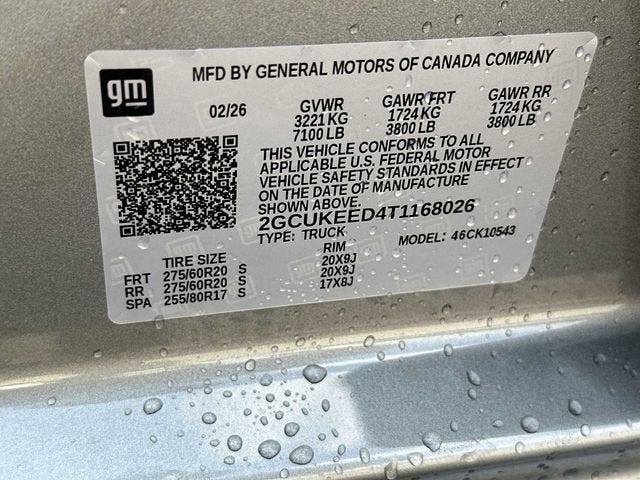 gm
MFD BY GENERAL MOTORS OF CANADA COMPANY
02/26 GVWR GAWR FRT GAWR RR
3221 KG 1724 KG 1724 KG
7100 LB 3800 LB 3800 LB
THIS VEHICLE CONFORMS TO ALL
APPLICABLE U.S. FEDERAL MOTOR
VEHICLE SAFETY STANDARDS IN EFFECT
ON THE DATE OF MANUFACTURE
SHOWN ABOVE.
2GCUKEED4T1168026
TYPE: TRUCK MODEL: 46CK10543
TIRE SIZE RIM
FRT 275/60R20 S 20X9J
RR 275/60R20 S 20X9J
SPA 255/80R17 S 17X8J